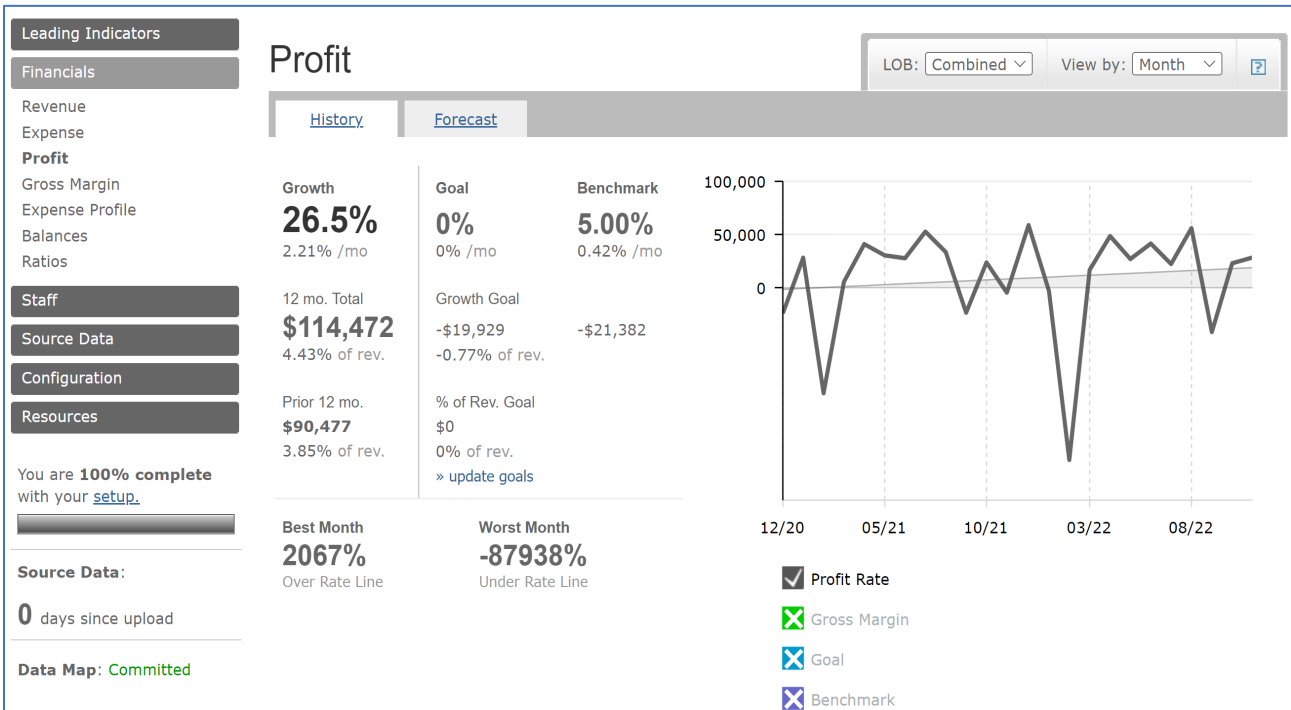 Leading Indicators
Financials
Revenue
Expense
Profit
Gross Margin
Expense Profile
Balances
Ratios
Staff
Source Data
Configuration
Resources
You are 100% complete
with your setup.
Source Data:
0 days since upload
Data Map: Committed
Profit
LOB: Combined
View by: Month
?
History
Forecast
Growth
26.5%
2.21% /mo
Goal
0%
0% /mo
Benchmark
5.00%
0.42% /mo
12 mo. Total
$114,472
4.43% of rev.
Growth Goal
-$19,929
-0.77% of rev.
-$21,382
Prior 12 mo.
$90,477
3.85% of rev.
% of Rev. Goal
$0
0% of rev.
» update goals
Best Month
2067%
Over Rate Line
Worst Month
-87938%
Under Rate Line
100,000
50,000
0
12/20
05/21
10/21
03/22
08/22
Profit Rate
Gross Margin
Goal
Benchmark